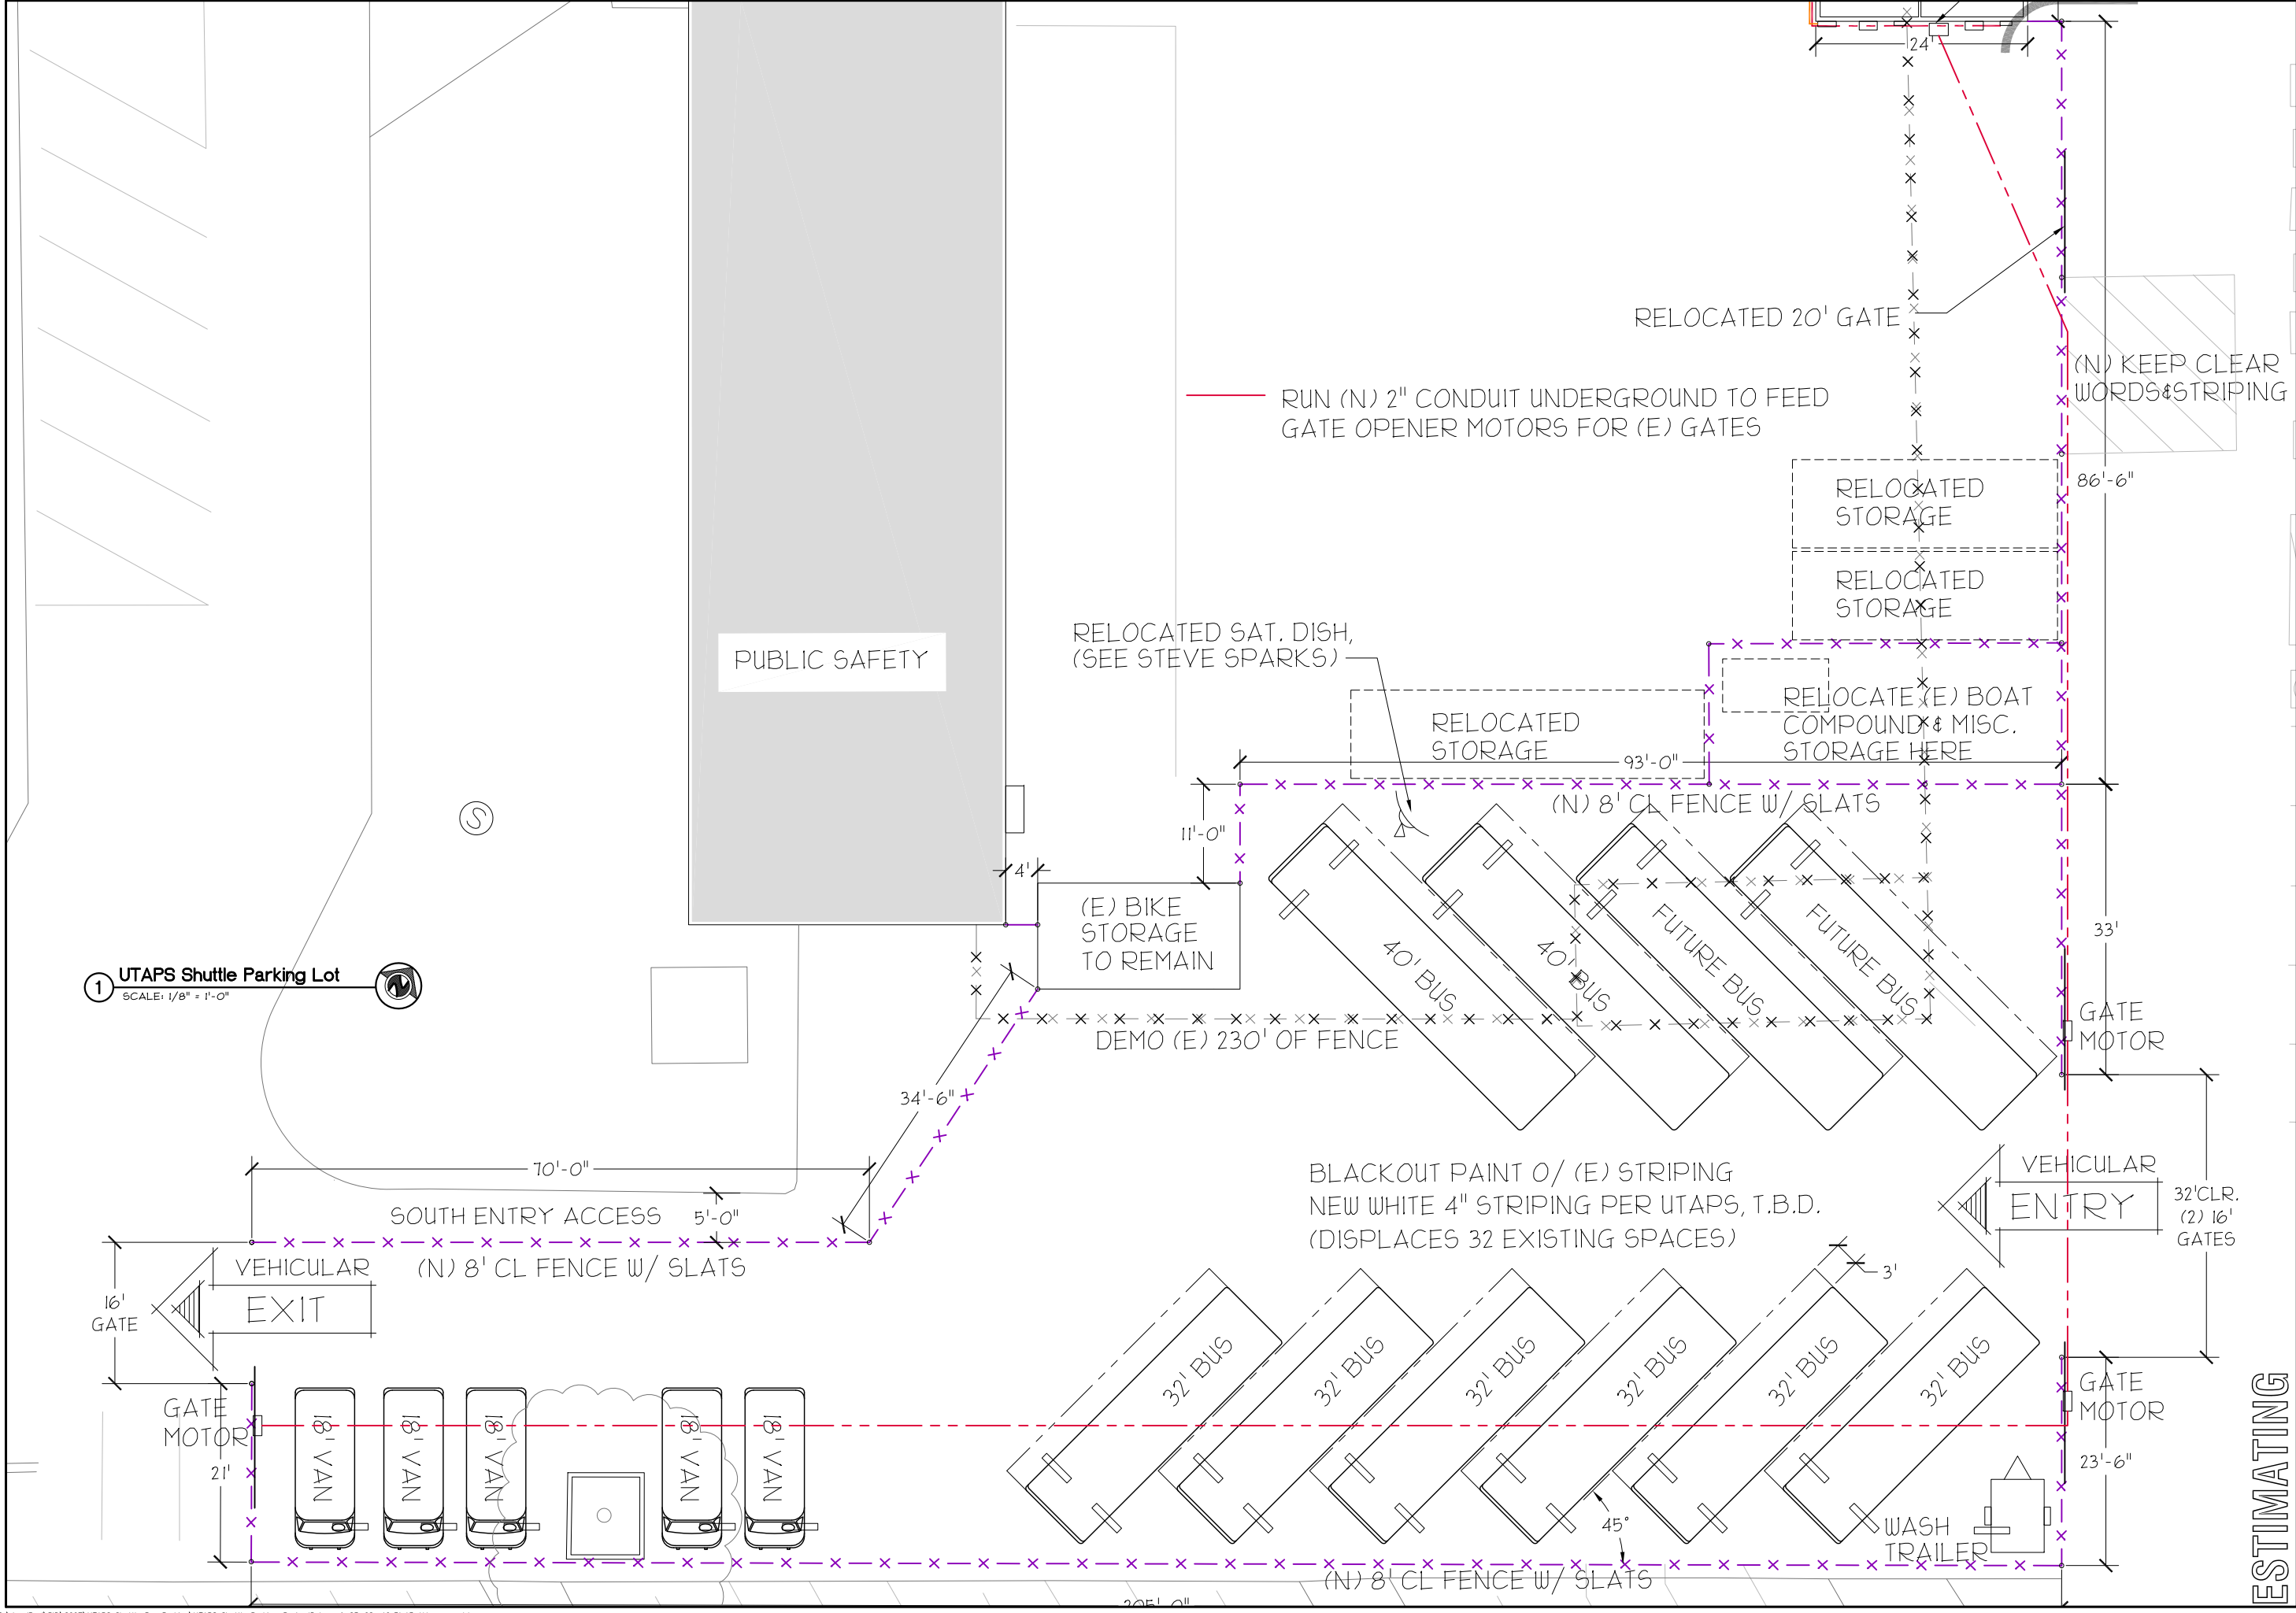 24'
RELOCATED 20' GATE
(N) KEEP CLEAR
WORDS&STRIPING
RUN (N) 2" CONDUIT UNDERGROUND TO FEED
GATE OPENER MOTORS FOR (E) GATES
86'-6"
RELOCATED
STORAGE
RELOCATED
STORAGE
RELOCATED SAT. DISH,
(SEE STEVE SPARKS)
PUBLIC SAFETY
RELOCATED
STORAGE
RELOCATE (E) BOAT
COMPOUND & MISC.
STORAGE HERE
93'-0"
(N) 8' CL FENCE W/ SLATS
S
11'-0"
4'
(E) BIKE
STORAGE
TO REMAIN
40' BUS
40' BUS
FUTURE BUS
FUTURE BUS
33'
1
UTAPS Shuttle Parking Lot
SCALE: 1/8" = 1'-0"
GATE
MOTOR
DEMO (E) 230' OF FENCE
34'-6"
70'-0"
BLACKOUT PAINT O/ (E) STRIPING
NEW WHITE 4" STRIPING PER UTAPS, T.B.D.
(DISPLACES 32 EXISTING SPACES)
VEHICULAR
ENTRY
32'CLR.
(2) 16'
GATES
SOUTH ENTRY ACCESS
5'-0"
(N) 8' CL FENCE W/ SLATS
VEHICULAR
EXIT
16'
GATE
3'
32' BUS
32' BUS
32' BUS
32' BUS
32' BUS
32' BUS
GATE
MOTOR
21'
18' VAN
18' VAN
18' VAN
18' VAN
18' VAN
GATE
MOTOR
23'-6"
45°
WASH
TRAILER
(N) 8' CL FENCE W/ SLATS
205'-0"
ESTIMATING